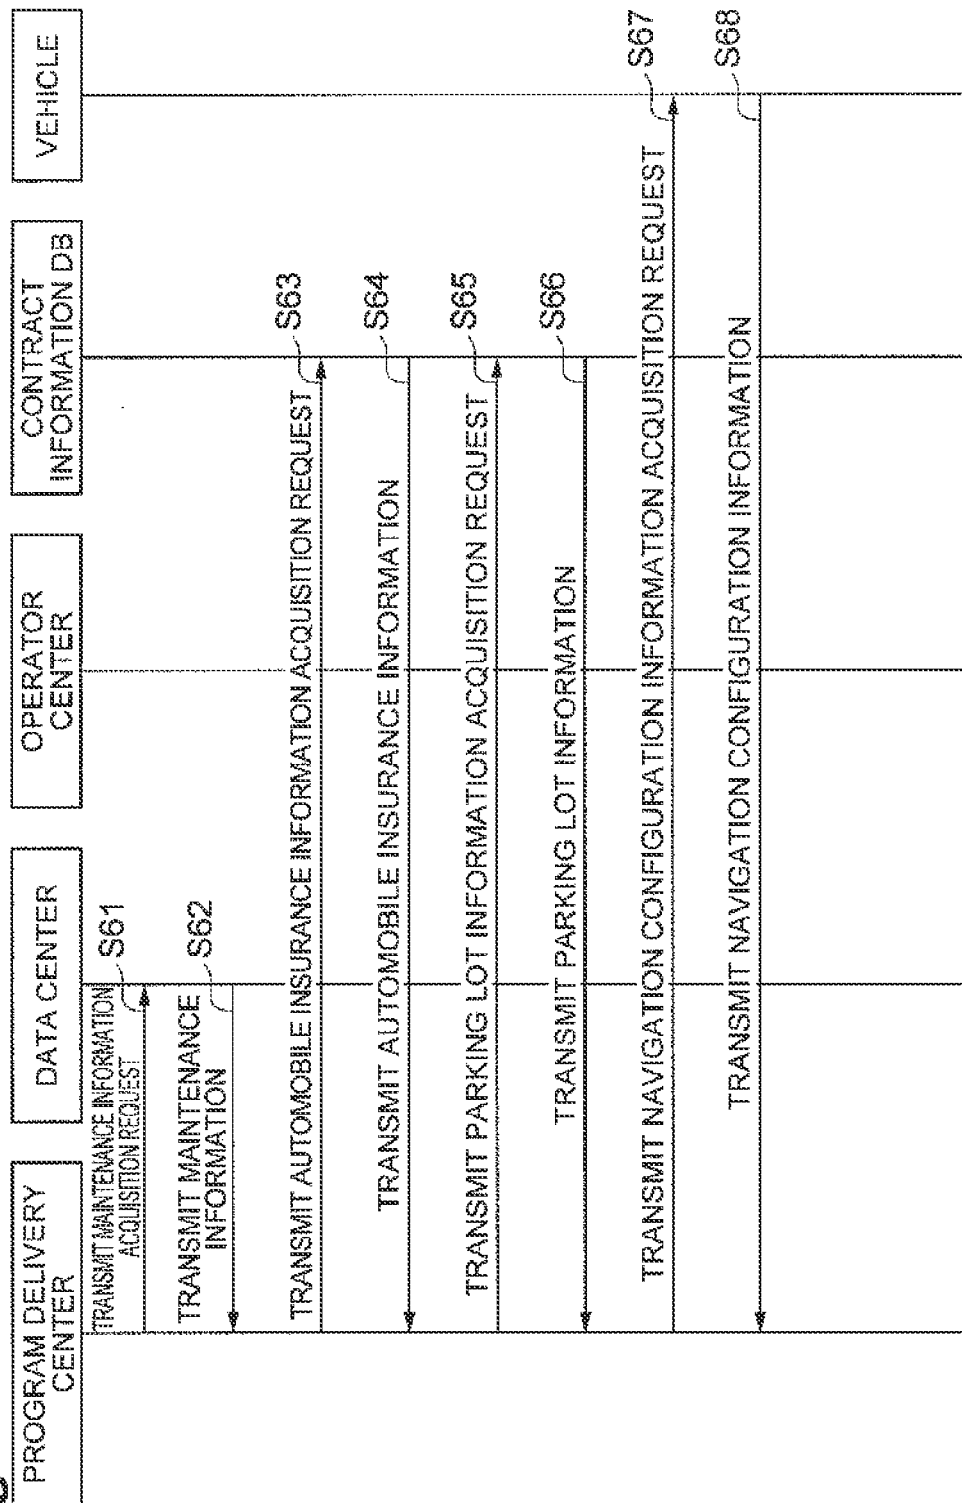 PROGRAM DELIVERY
CENTER
DATA CENTER
OPERATOR
CENTER
CONTRACT
INFORMATION DB
VEHICLE
TRANSMIT MAINTENANCE INFORMATION
ACQUISITION REQUEST
S61
TRANSMIT MAINTENANCE
INFORMATION
S62
TRANSMIT AUTOMOBILE INSURANCE INFORMATION ACQUISITION REQUEST
S63
TRANSMIT AUTOMOBILE INSURANCE INFORMATION
S64
TRANSMIT PARKING LOT INFORMATION ACQUISITION REQUEST
S65
TRANSMIT PARKING LOT INFORMATION
S66
TRANSMIT NAVIGATION CONFIGURATION INFORMATION ACQUISITION REQUEST
S67
TRANSMIT NAVIGATION CONFIGURATION INFORMATION
S68